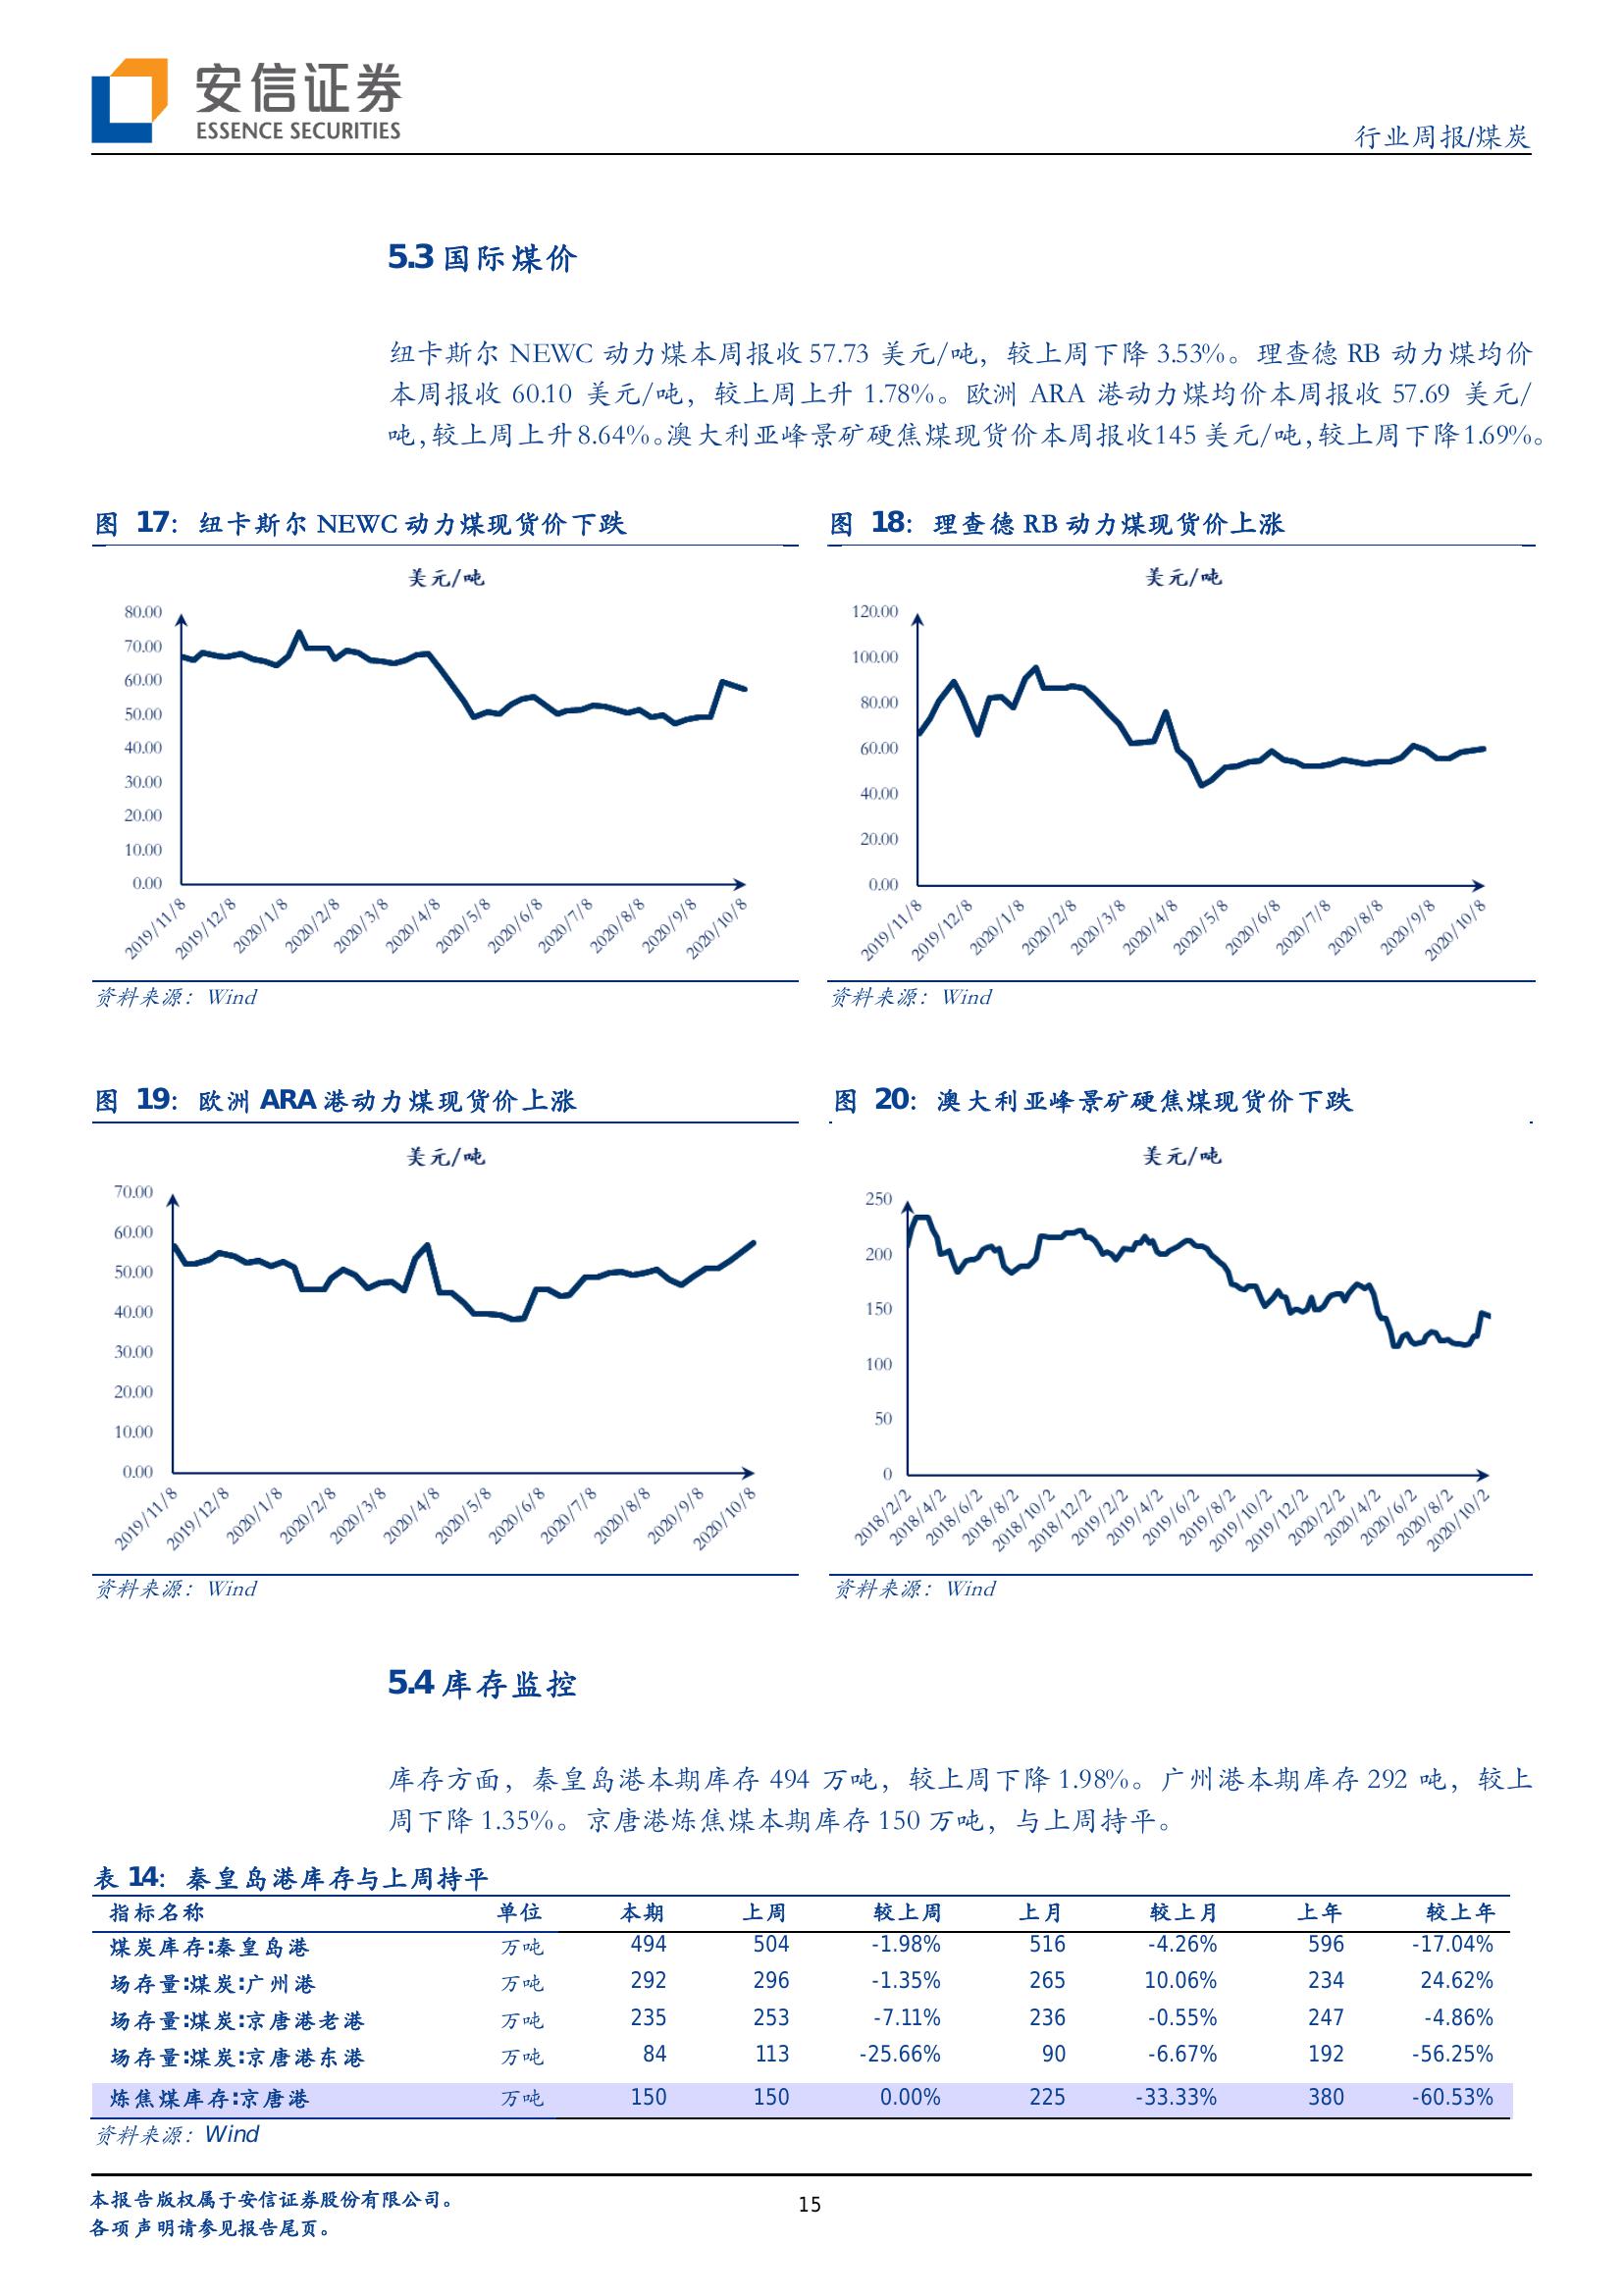 安信证券
ESSENCE SECURITIES
行业周报/煤炭
5.3 国际煤价
纽卡斯尔 NEWC 动力煤本周报收 57.73 美元/吨，较上周下降 3.53%。理查德 RB 动力煤均价
本周报收 60.10 美元/吨，较上周上升 1.78%。欧洲 ARA 港动力煤均价本周报收 57.69 美元/
吨，较上周上升 8.64%。澳大利亚峰景矿硬焦煤现货价本周报收 145 美元/吨，较上周下降 1.69%。
图 17：纽卡斯尔 NEWC 动力煤现货价下跌
美元/吨
80.00
70.00
60.00
50.00
40.00
30.00
20.00
10.00
0.00
2019/11/8 2019/12/8 2020/1/8 2020/2/8 2020/3/8 2020/4/8 2020/5/8 2020/6/8 2020/7/8 2020/8/8 2020/9/8 2020/10/8
资料来源：Wind
图 18：理查德 RB 动力煤现货价上涨
美元/吨
120.00
100.00
80.00
60.00
40.00
20.00
0.00
2019/11/8 2019/12/8 2020/1/8 2020/2/8 2020/3/8 2020/4/8 2020/5/8 2020/6/8 2020/7/8 2020/8/8 2020/9/8 2020/10/8
资料来源：Wind
图 19：欧洲 ARA 港动力煤现货价上涨
美元/吨
70.00
60.00
50.00
40.00
30.00
20.00
10.00
0.00
2019/11/8 2019/12/8 2020/1/8 2020/2/8 2020/3/8 2020/4/8 2020/5/8 2020/6/8 2020/7/8 2020/8/8 2020/9/8 2020/10/8
资料来源：Wind
图 20：澳大利亚峰景矿硬焦煤现货价下跌
美元/吨
250
200
150
100
50
0
2018/2/2 2018/4/2 2018/6/2 2018/8/2 2018/10/2 2018/12/2 2019/2/2 2019/4/2 2019/6/2 2019/8/2 2019/10/2 2019/12/2 2020/2/2 2020/4/2 2020/6/2 2020/8/2 2020/10/2
资料来源：Wind
5.4 库存监控
库存方面，秦皇岛港本期库存 494 万吨，较上周下降 1.98%。广州港本期库存 292 吨，较上
周下降 1.35%。京唐港炼焦煤本期库存 150 万吨，与上周持平。
表 14：秦皇岛港库存与上周持平
指标名称 单位 本期 上周 较上周 上月 较上月 上年 较上年
煤炭库存:秦皇岛港 万吨 494 504 -1.98% 516 -4.26% 596 -17.04%
场存量:煤炭:广州港 万吨 292 296 -1.35% 265 10.06% 234 24.62%
场存量:煤炭:京唐港老港 万吨 235 253 -7.11% 236 -0.55% 247 -4.86%
场存量:煤炭:京唐港东港 万吨 84 113 -25.66% 90 -6.67% 192 -56.25%
炼焦煤库存:京唐港 万吨 150 150 0.00% 225 -33.33% 380 -60.53%
资料来源：Wind
本报告版权属于安信证券股份有限公司。
各项声明请参见报告尾页。
15